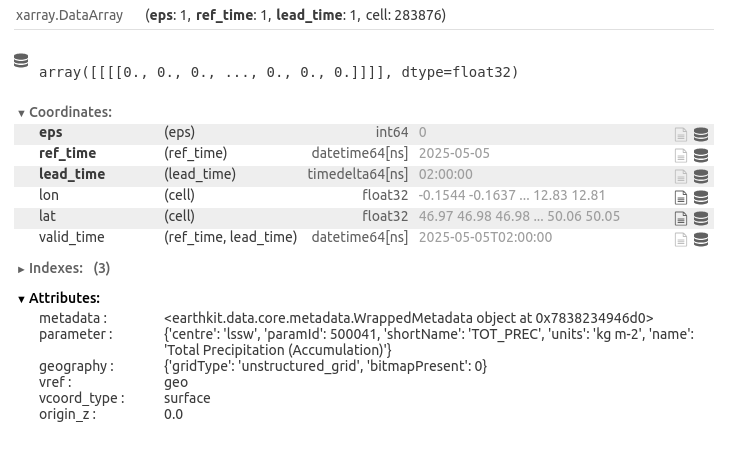 xarray.DataArray (eps: 1, ref_time: 1, lead_time: 1, cell: 283876)
array([[[[0., 0., 0., ..., 0., 0., 0.]]]], dtype=float32)
▼ Coordinates:
eps (eps) int64 0
ref_time (ref_time) datetime64[ns] 2025-05-05
lead_time (lead_time) timedelta64[ns] 02:00:00
lon (cell) float32 -0.1544 -0.1637 ... 12.83 12.81
lat (cell) float32 46.97 46.98 46.98 ... 50.06 50.05
valid_time (ref_time, lead_time) datetime64[ns] 2025-05-05T02:00:00
► Indexes: (3)
▼ Attributes:
metadata : <earthkit.data.core.metadata.WrappedMetadata object at 0x7838234946d0>
parameter : {'centre': 'lssw', 'paramId': 500041, 'shortName': 'TOT_PREC', 'units': 'kg m-2', 'name':
'Total Precipitation (Accumulation)'}
geography : {'gridType': 'unstructured_grid', 'bitmapPresent': 0}
vref : geo
vcoord_type : surface
origin_z : 0.0